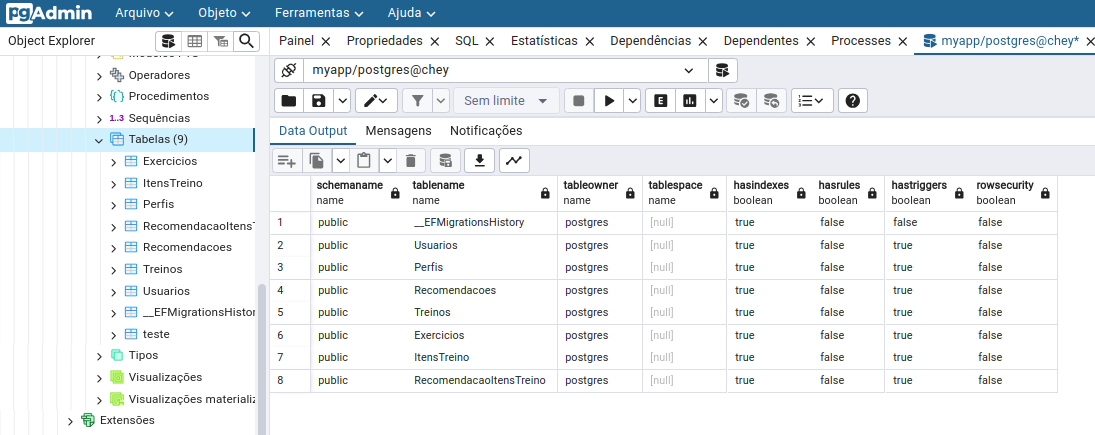 pgAdmin Arquivo Objeto Ferramentas Ajuda
Object Explorer
Painel Propriedades SQL Estatísticas Dependências Dependentes Processes myapp/postgres@chey*
Operadores
Procedimentos
1..3 Sequências
Tabelas (9)
Exercicios
ItensTreino
Perfis
RecomendacaoItens
Recomendacoes
Treinos
Usuarios
__EFMigrationsHistor
teste
Tipos
Visualizações
Visualizações materializ
Extensões
myapp/postgres@chey
Sem limite
E
Data Output Mensagens Notificações
schemaname tablename tableowner tablespace hasindexes hasrules hastriggers rowsecurity
name name name name boolean boolean boolean boolean
1 public __EFMigrationsHistory postgres [null] true false false false
2 public Usuarios postgres [null] true false true false
3 public Perfis postgres [null] true false true false
4 public Recomendacoes postgres [null] true false true false
5 public Treinos postgres [null] true false true false
6 public Exercicios postgres [null] true false true false
7 public ItensTreino postgres [null] true false true false
8 public RecomendacaoItensTreino postgres [null] true false true false